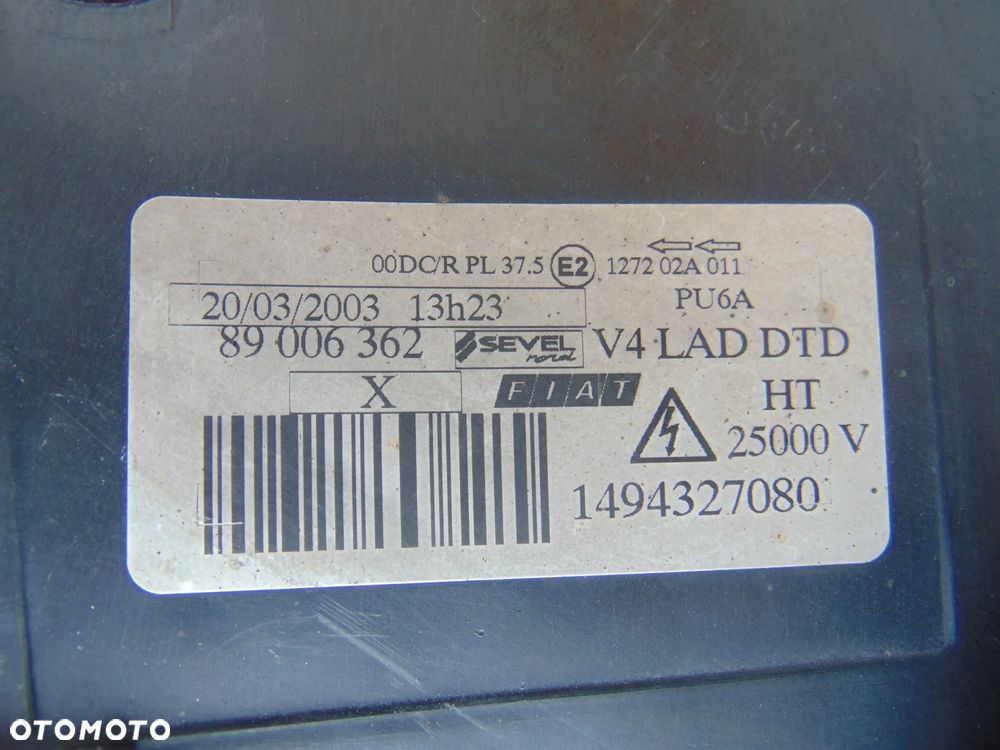 00DC/R PL 37.5 E2 1272 02A 011
20/03/2003 13h23 PU6A
89 006 362 SEVEL nord V4 LAD DTD
X FIAT HT
25000 V
1494327080
OTOMOTO